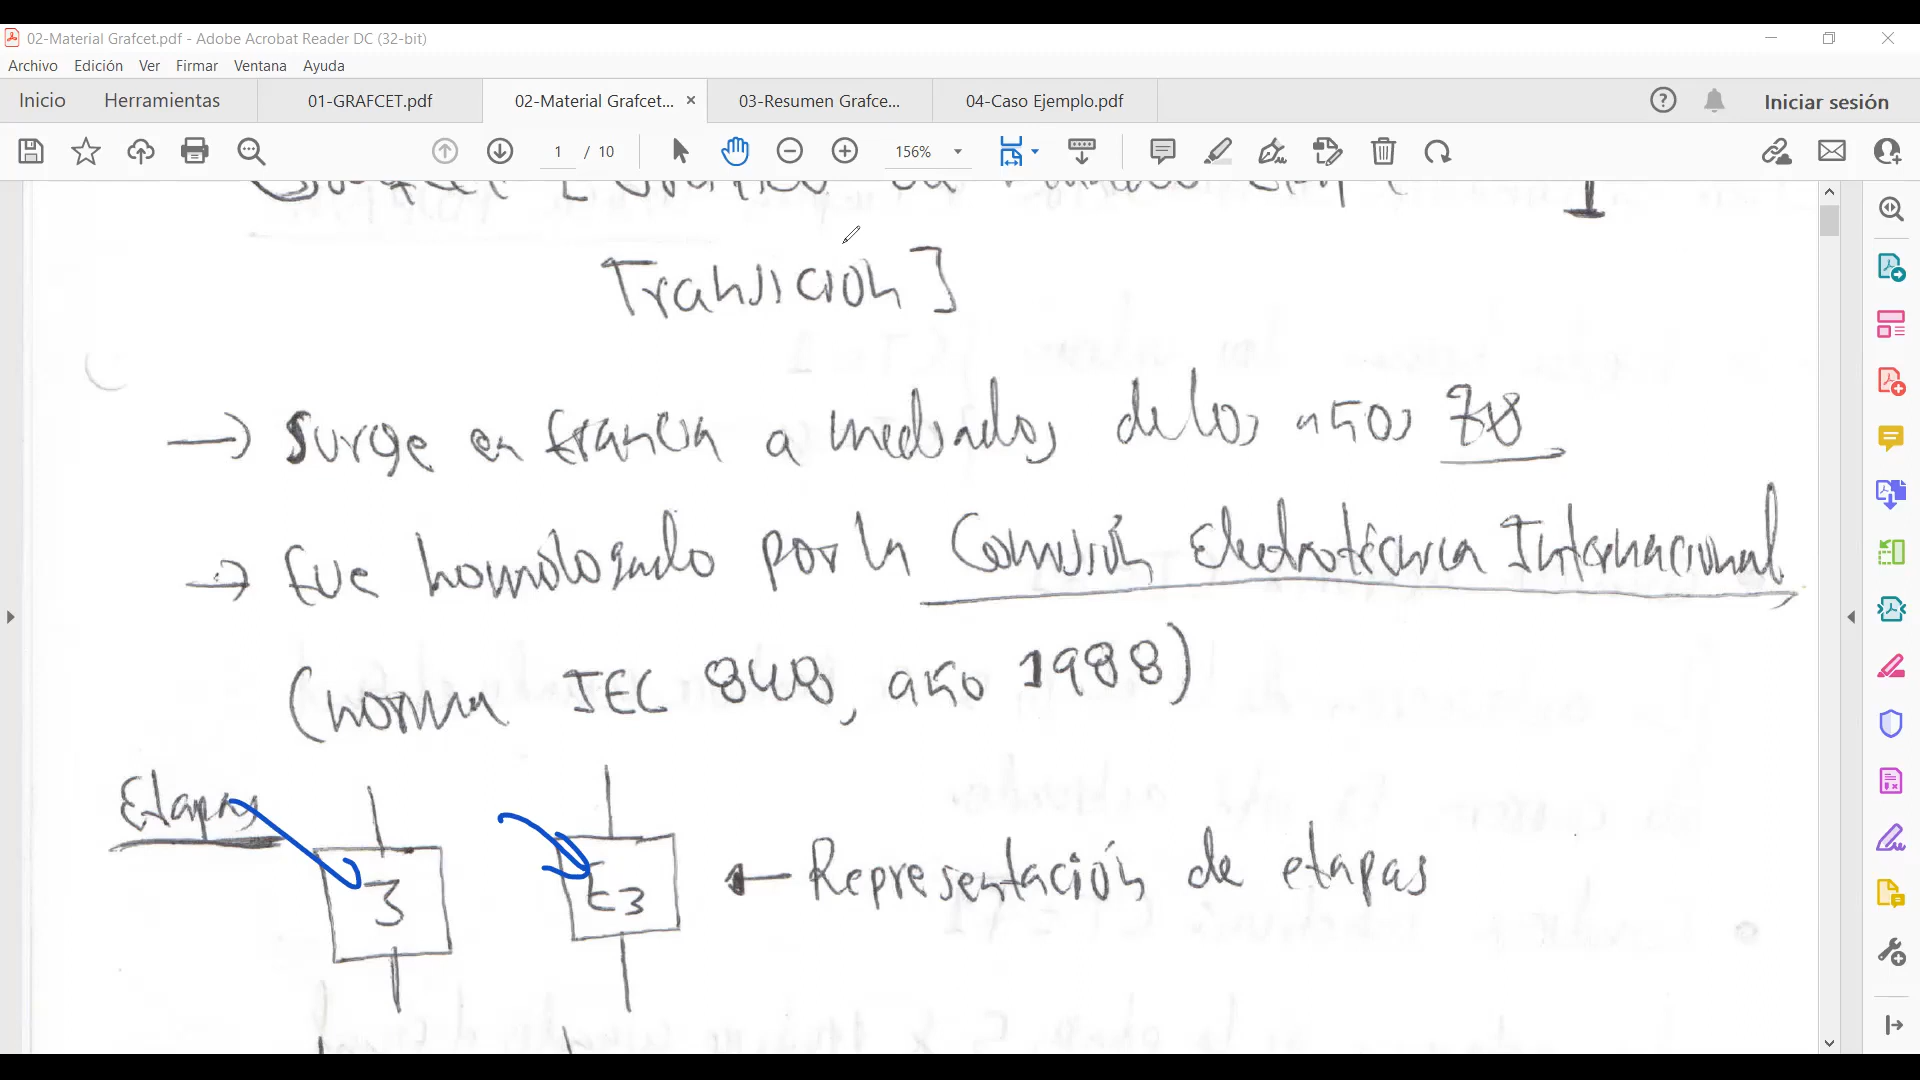 02-Material Grafcet.pdf - Adobe Acrobat Reader DC (32-bit)
Archivo Edición Ver Firmar Ventana Ayuda
Inicio Herramientas 01-GRAFCET.pdf 02-Material Grafcet... × 03-Resumen Grafce... 04-Caso Ejemplo.pdf Iniciar sesión
1 / 10 156%
Transición]
→ Surge en francia a mediados de los años 70
→ Fue homologado por la Comisión Electrotécnica Internacional
(norma IEC 848, año 1988)
Etapas
3 E3 ← Representación de etapas